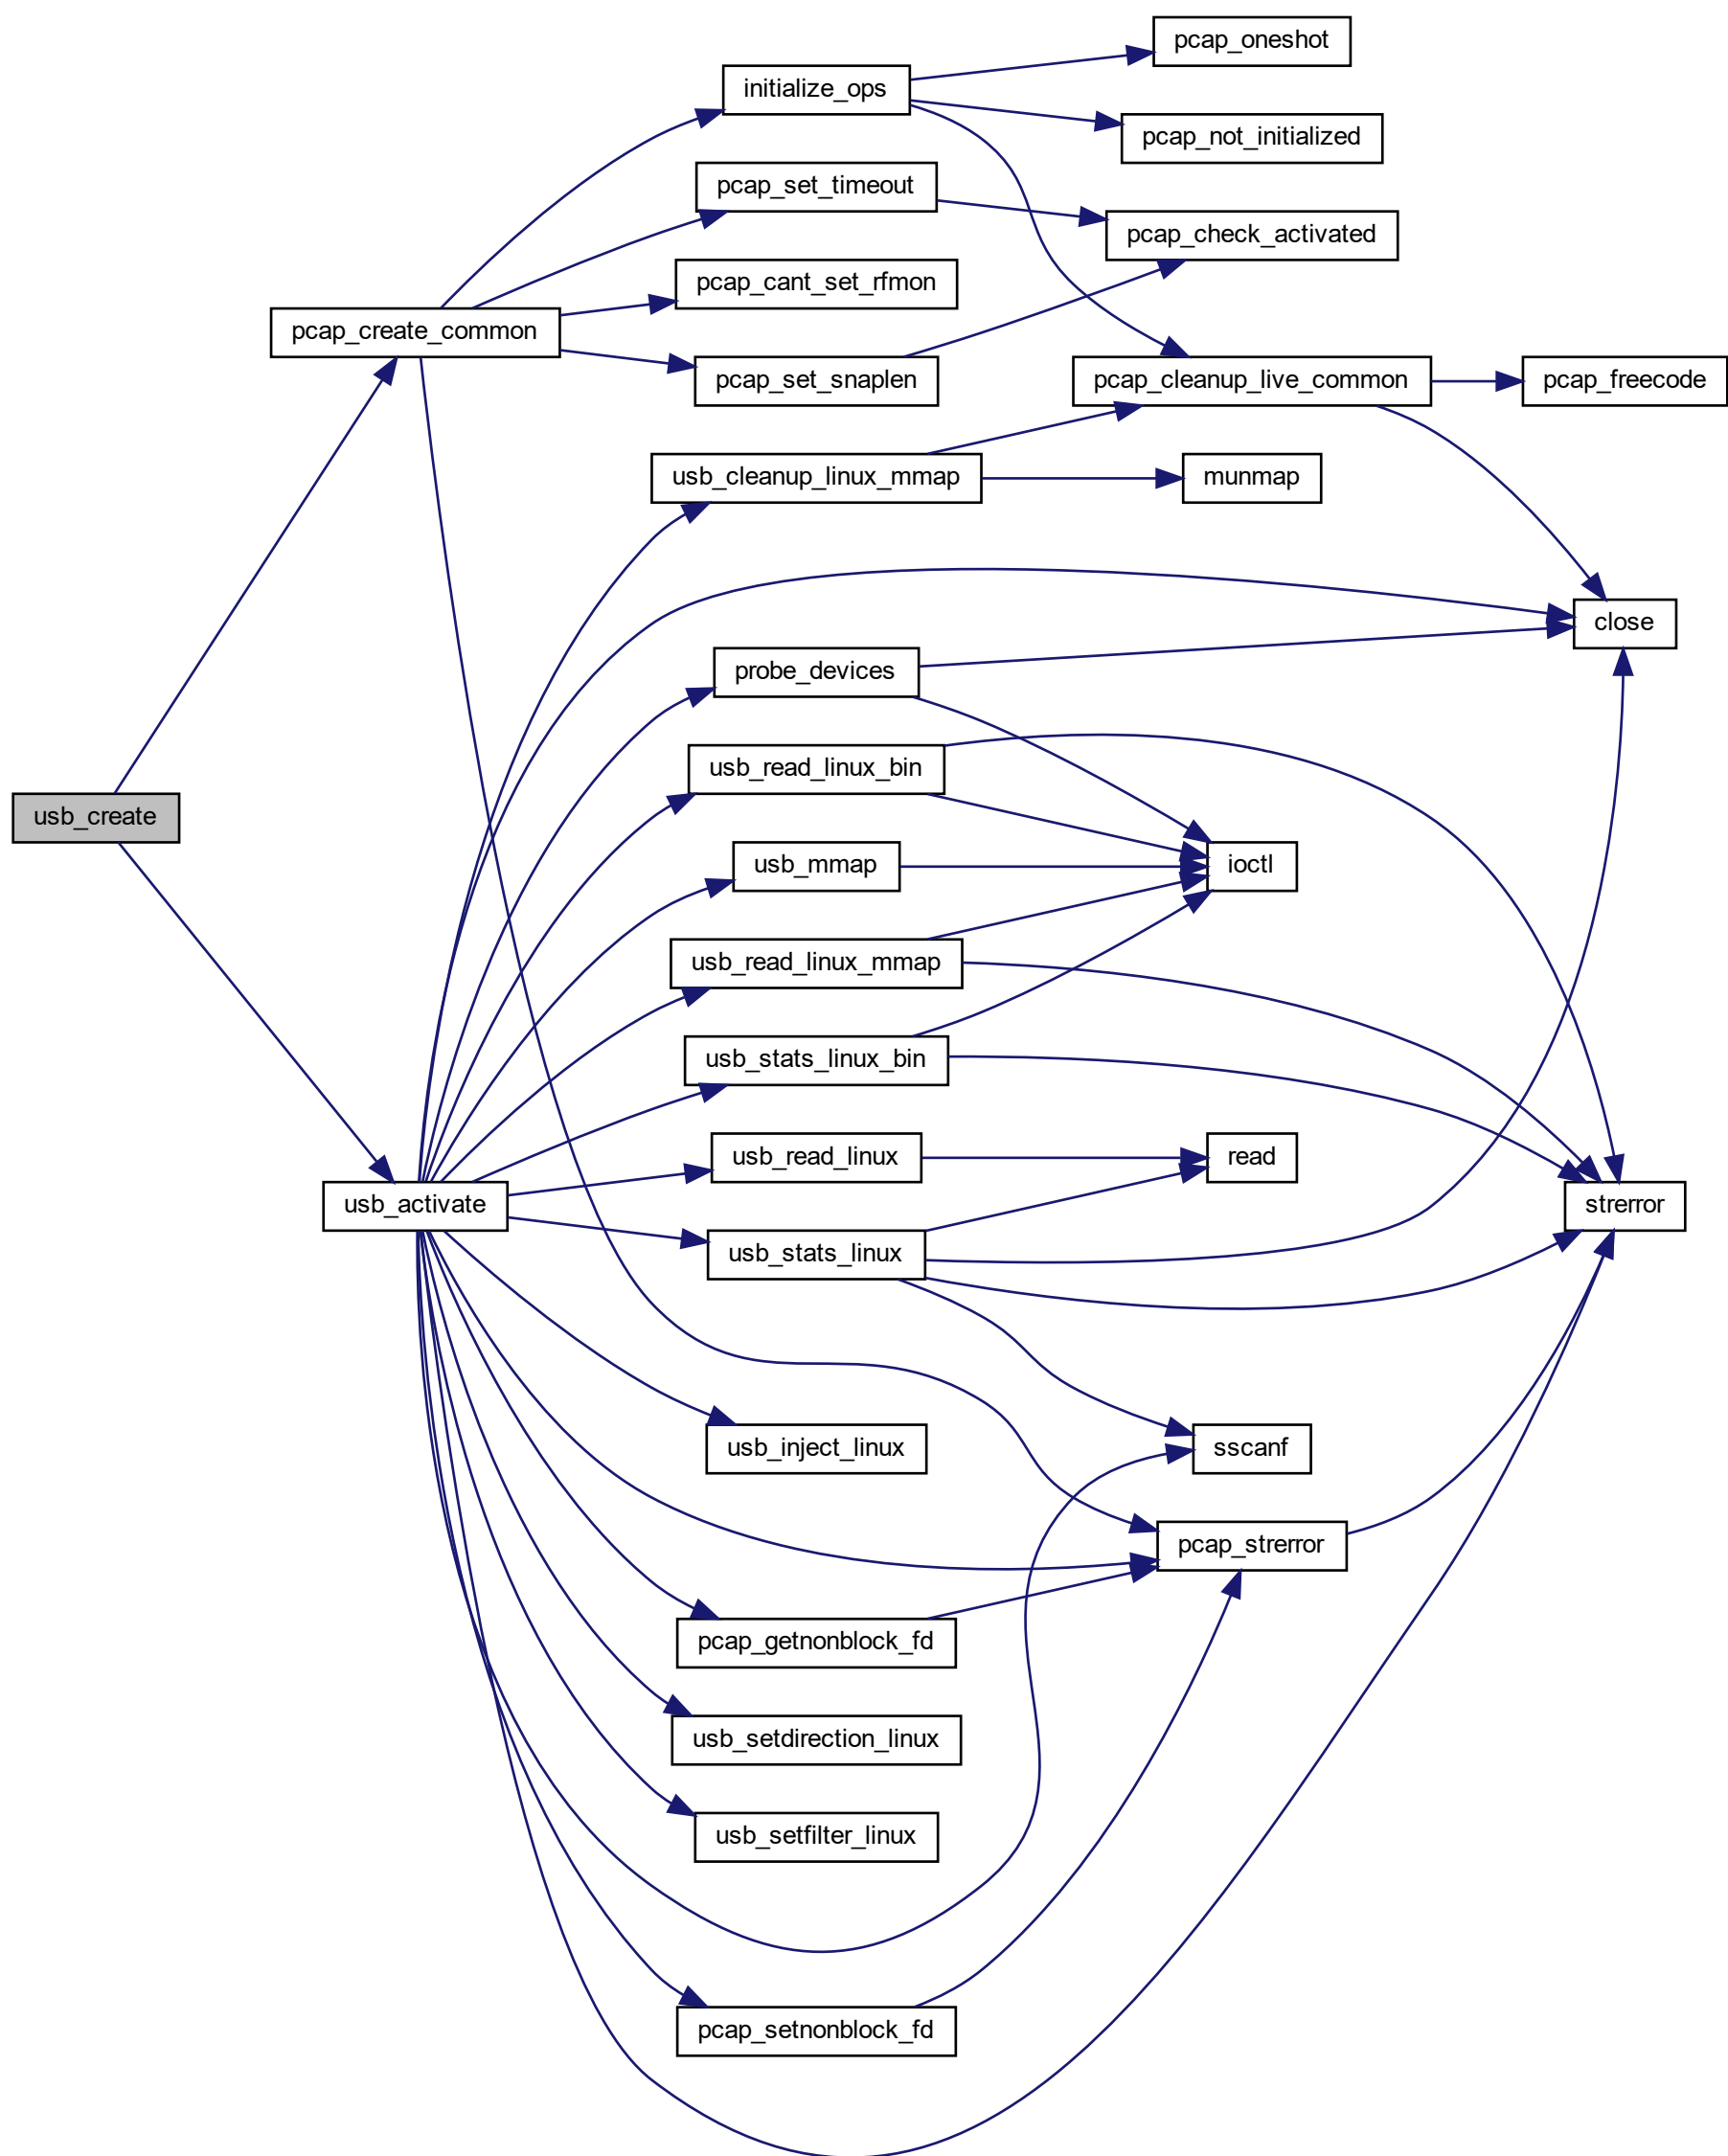 pcap_oneshot
initialize_ops
pcap_not_initialized
pcap_set_timeout
pcap_check_activated
pcap_cant_set_rfmon
pcap_create_common
pcap_set_snaplen
pcap_cleanup_live_common
pcap_freecode
usb_cleanup_linux_mmap
munmap
close
probe_devices
usb_read_linux_bin
usb_create
usb_mmap
ioctl
usb_read_linux_mmap
usb_stats_linux_bin
usb_read_linux
read
usb_activate
strerror
usb_stats_linux
usb_inject_linux
sscanf
pcap_strerror
pcap_getnonblock_fd
usb_setdirection_linux
usb_setfilter_linux
pcap_setnonblock_fd